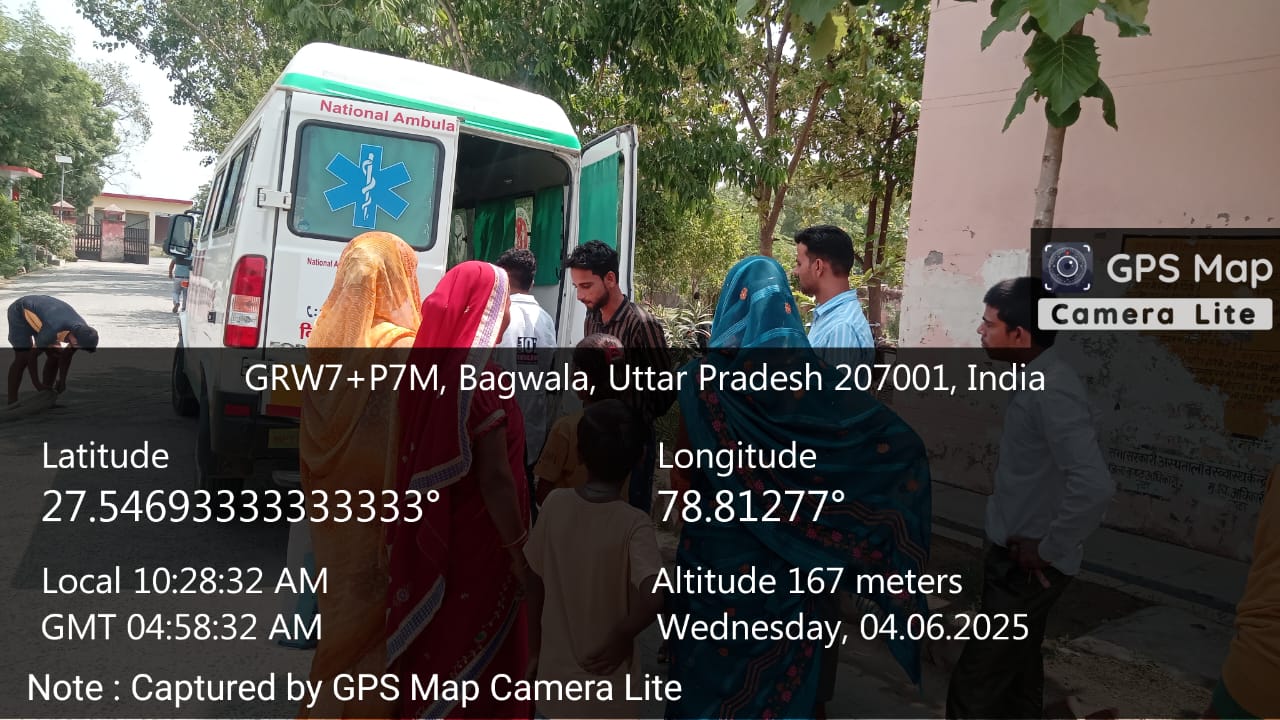 National Ambula
National A
GPS Map
Camera Lite
GRW7+P7M, Bagwala, Uttar Pradesh 207001, India
Latitude
27.54693333333333°
Longitude
78.81277°
Local 10:28:32 AM
GMT 04:58:32 AM
Altitude 167 meters
Wednesday, 04.06.2025
Note : Captured by GPS Map Camera Lite